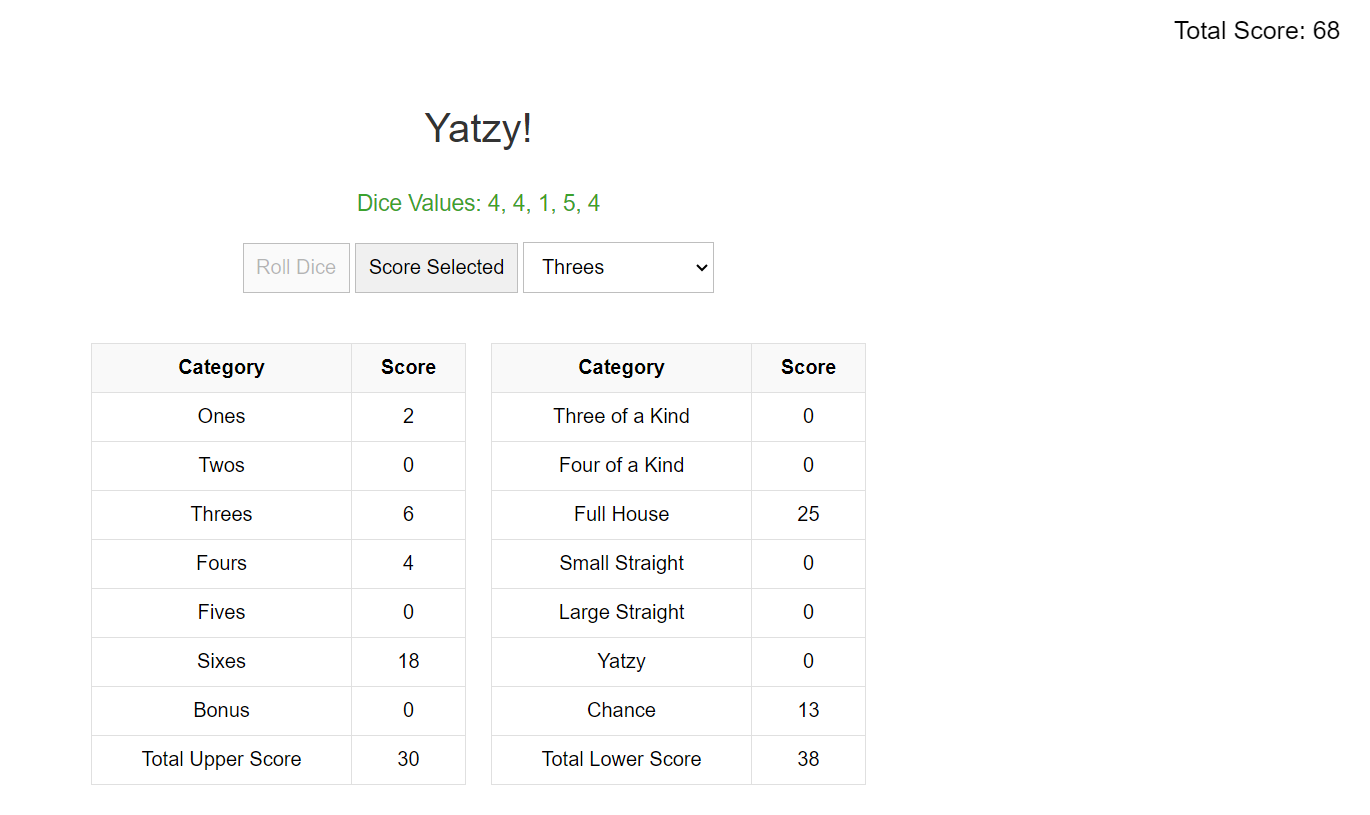 Total Score: 68
Yatzy!
Dice Values: 4, 4, 1, 5, 4
Roll Dice Score Selected Threes
Category Score Category Score
Ones 2 Three of a Kind 0
Twos 0 Four of a Kind 0
Threes 6 Full House 25
Fours 4 Small Straight 0
Fives 0 Large Straight 0
Sixes 18 Yatzy 0
Bonus 0 Chance 13
Total Upper Score 30 Total Lower Score 38